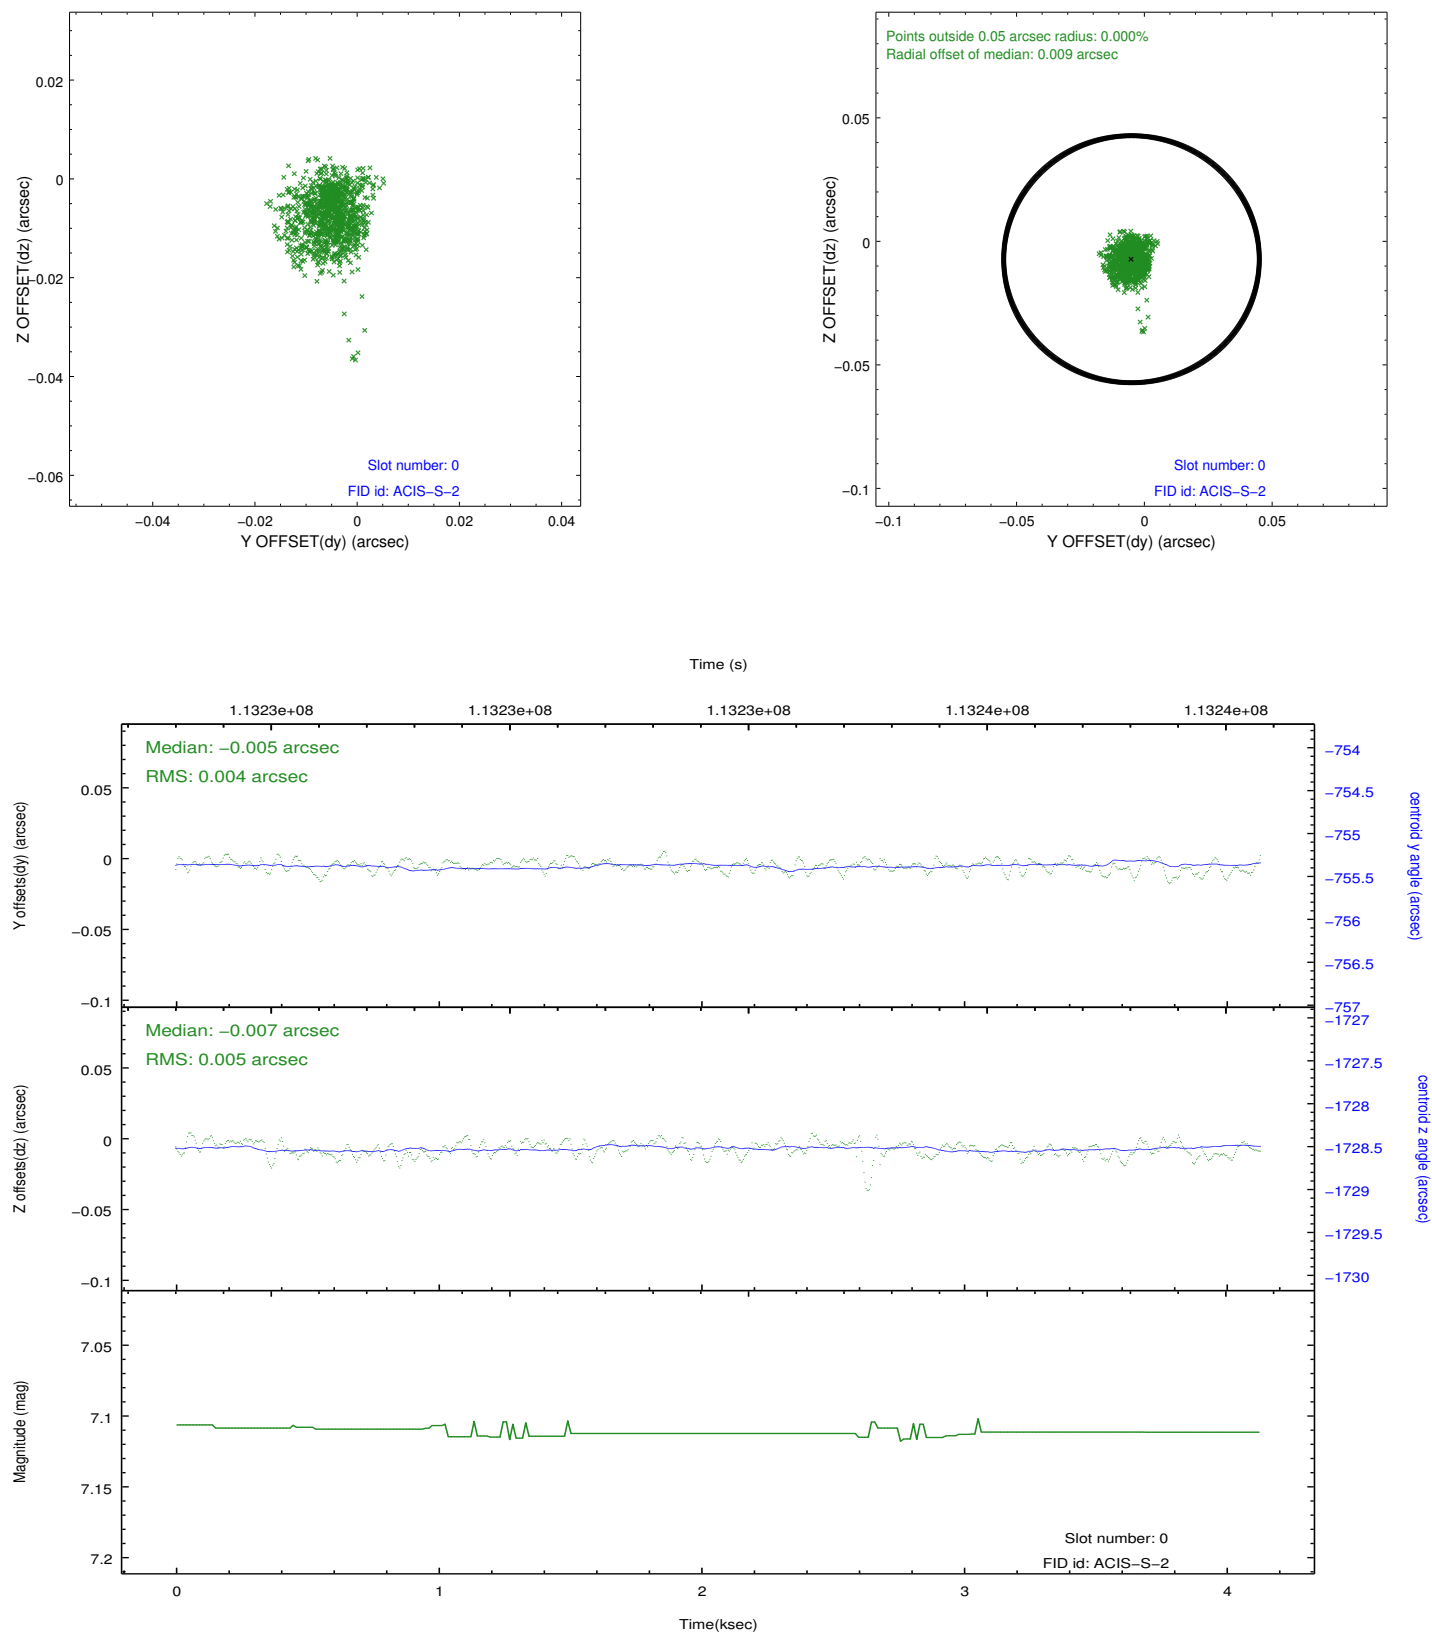 0.02
0
−0.02
−0.04
−0.06
Z OFFSET(dz) (arcsec)
Slot number: 0
FID id: ACIS−S−2
−0.04
−0.02
0
0.02
0.04
Y OFFSET(dy) (arcsec)
Points outside 0.05 arcsec radius: 0.000%
Radial offset of median: 0.009 arcsec
0.05
0
−0.05
−0.1
Z OFFSET(dz) (arcsec)
Slot number: 0
FID id: ACIS−S−2
−0.1
−0.05
0
0.05
Y OFFSET(dy) (arcsec)
Time (s)
1.1323e+08
1.1323e+08
1.1323e+08
1.1324e+08
1.1324e+08
Median: −0.005 arcsec
RMS: 0.004 arcsec
0.05
0
−0.05
−0.1
Y offsets(dy) (arcsec)
−754
−754.5
−755
−755.5
−756
−756.5
−757
centroid y angle (arcsec)
Median: −0.007 arcsec
RMS: 0.005 arcsec
0.05
0
−0.05
−0.1
Z offsets(dz) (arcsec)
−1727
−1727.5
−1728
−1728.5
−1729
−1729.5
−1730
centroid z angle (arcsec)
7.05
7.1
7.15
7.2
Magnitude (mag)
Slot number: 0
FID id: ACIS−S−2
0
1
2
3
4
Time(ksec)